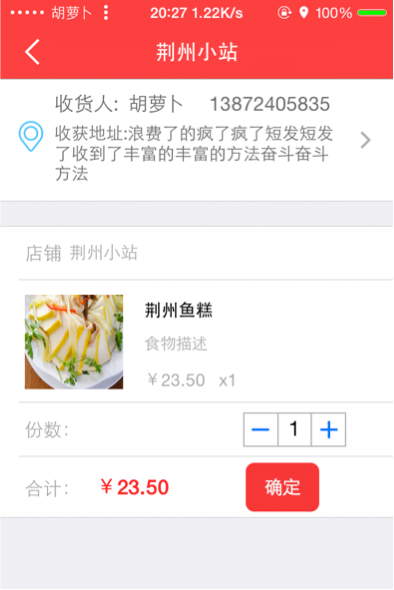 胡萝卜 20:27 1.22K/s 100%
荆州小站
收货人: 胡萝卜 13872405835
收获地址:浪费了的疯了疯了短发短发
了收到了丰富的丰富的方法奋斗奋斗
方法
店铺 荆州小站
荆州鱼糕
食物描述
￥23.50 x1
份数: 1
合计: ￥23.50 确定